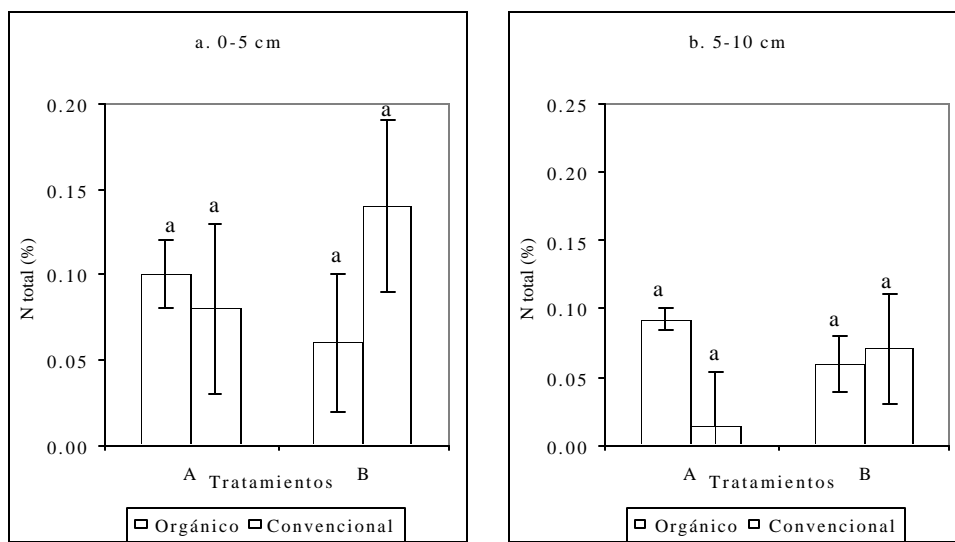 a. 0-5 cm
N total (%)
0.20
0.15
0.10
0.05
0.00
a
a
a
a
A
B
Tratamientos
Orgánico
Convencional
b. 5-10 cm
N total (%)
0.25
0.20
0.15
0.10
0.05
0.00
a
a
a
a
A
B
Tratamientos
Orgánico
Convencional